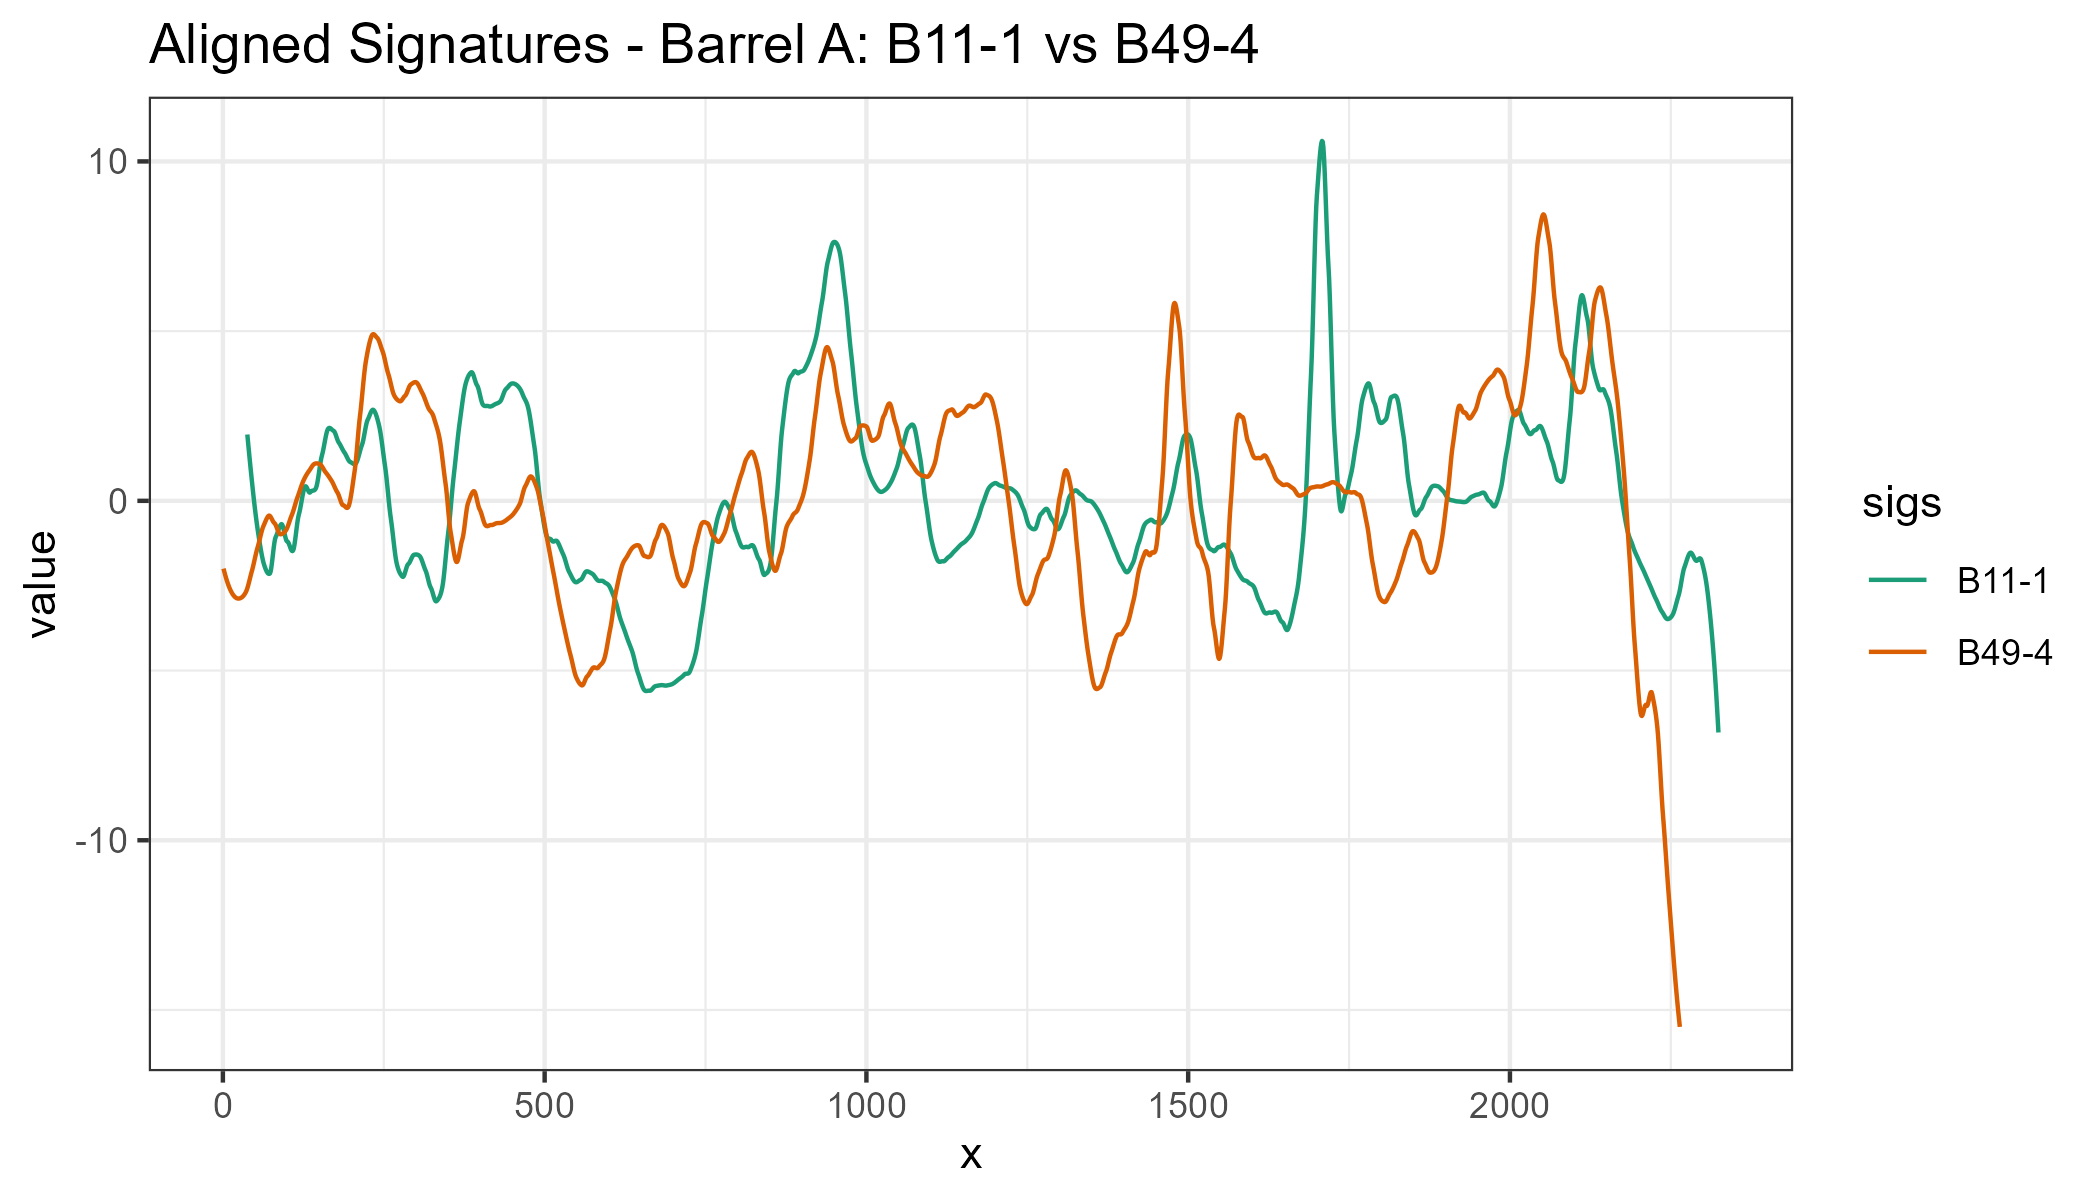 Aligned Signatures - Barrel A: B11-1 vs B49-4
10
0
-10
value
0 500 1000 1500 2000
x
sigs
B11-1
B49-4